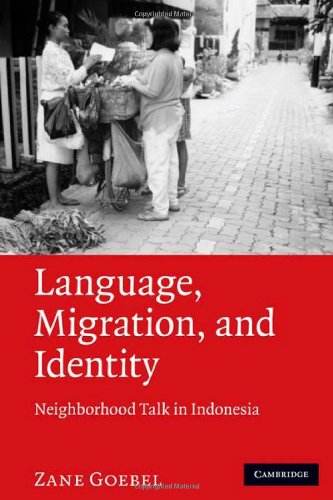 Language,
Migration, and
Identity
Neighborhood Talk in Indonesia
ZANE GOEBEL
CAMBRIDGE